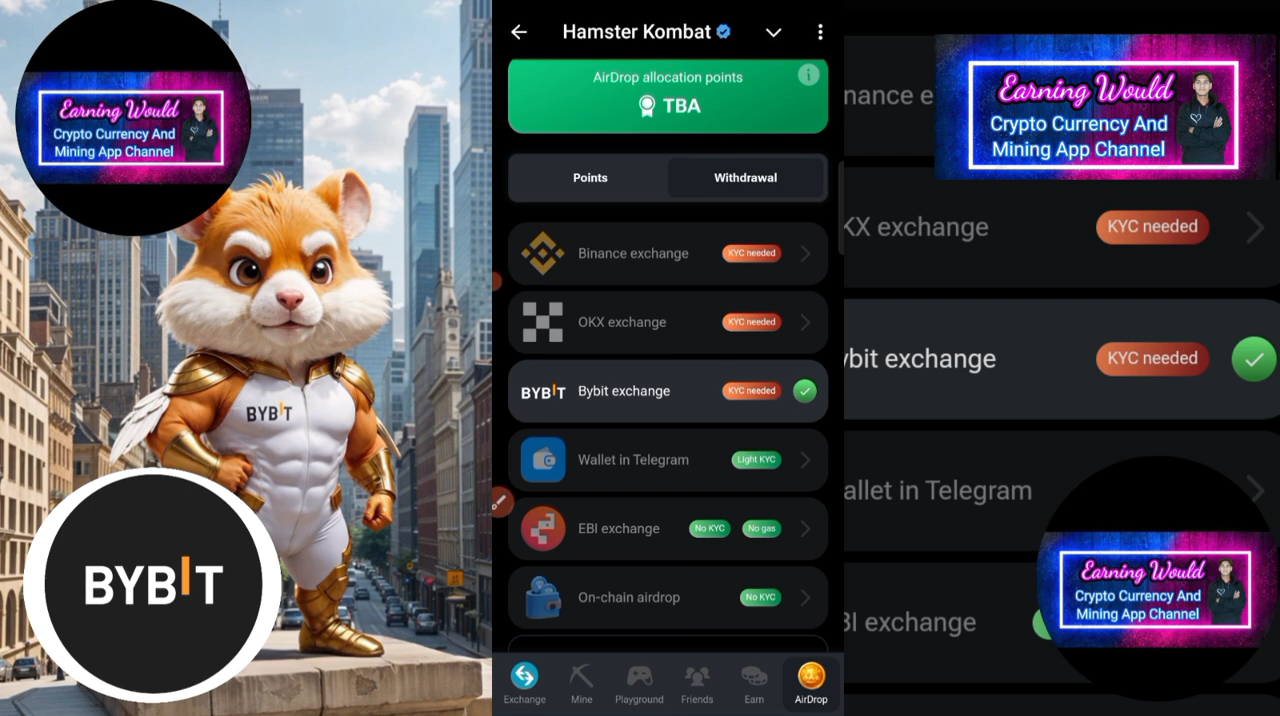 Earning Would
Crypto Currency And
Mining App Channel
BYBIT
BYBIT
Hamster Kombat
AirDrop allocation points
TBA
Points
Withdrawal
Binance exchange
KYC needed
OKX exchange
KYC needed
BYBIT
Bybit exchange
KYC needed
Wallet in Telegram
Light KYC
EBI exchange
No KYC
No gas
On-chain airdrop
No KYC
Exchange
Mine
Playground
Friends
Earn
AirDrop
nance e
Earning Would
Crypto Currency And
Mining App Channel
KX exchange
KYC needed
ybit exchange
KYC needed
allet in Telegram
BI exchange
Earning Would
Crypto Currency And
Mining App Channel